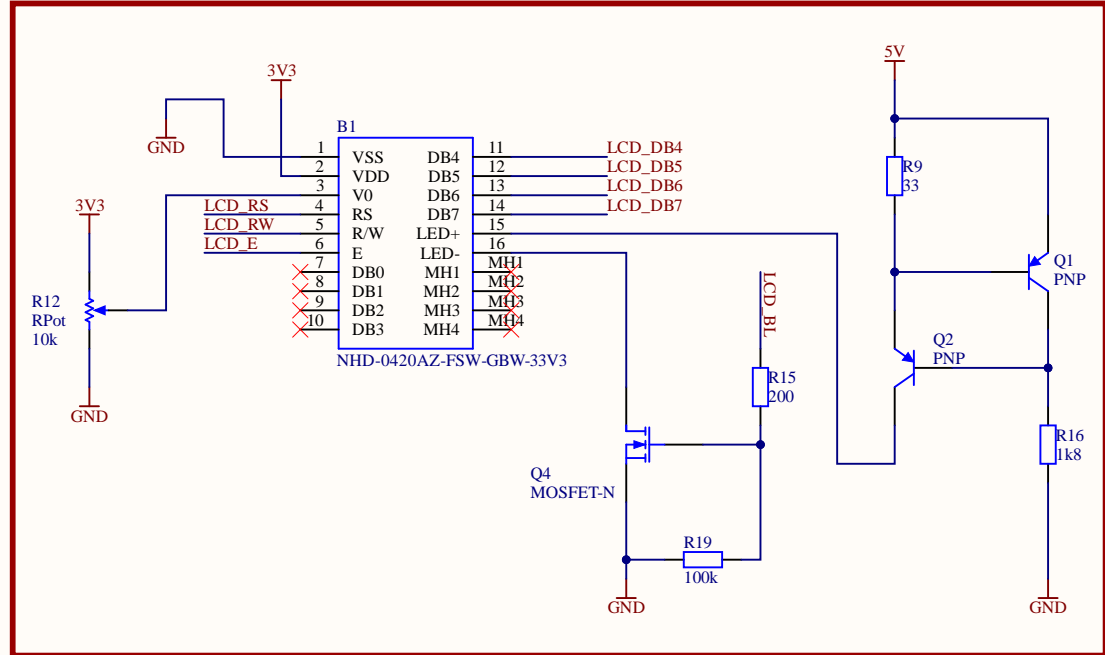 5V
3V3
B1
GND
1 VSS DB4 11 LCD_DB4
2 VDD DB5 12 LCD_DB5
3 V0 DB6 13 LCD_DB6
LCD_RS 4 RS DB7 14 LCD_DB7
LCD_RW 5 R/W LED+ 15
LCD_E 6 E LED- 16
7 DB0 MH1 MH1
8 DB1 MH2 MH2
9 DB2 MH3 MH3
10 DB3 MH4 MH4
NHD-0420AZ-FSW-GBW-33V3
3V3
R12
RPot
10k
GND
LCD_BL
R15
200
Q4
MOSFET-N
R19
100k
GND
R9
33
Q1
PNP
Q2
PNP
R16
1k8
GND